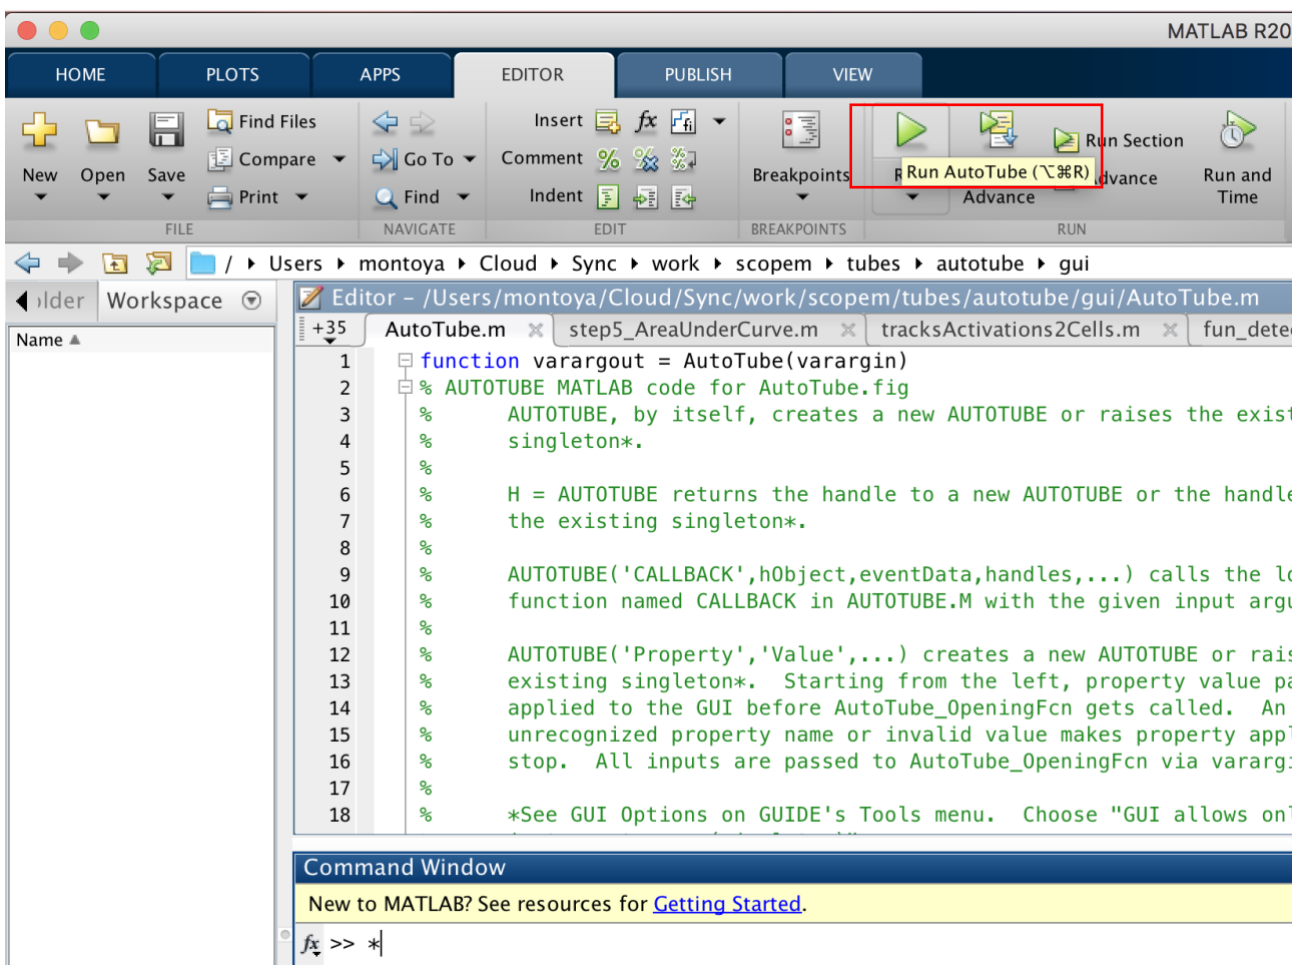 MATLAB R20
HOME PLOTS APPS EDITOR PUBLISH VIEW
New Open Save
Find Files
Compare
Print
FILE
Go To
Find
NAVIGATE
Insert fx fi
Comment
Indent
EDIT
Breakpoints
BREAKPOINTS
Run AutoTube (⌥⌘R)
Advance
Run Section
Advance
Run and
Time
RUN
/ Users montoya Cloud Sync work scopem tubes autotube gui
Workspace
Name
Editor – /Users/montoya/Cloud/Sync/work/scopem/tubes/autotube/gui/AutoTube.m
+35 AutoTube.m step5_AreaUnderCurve.m tracksActivations2Cells.m fun_dete
1 function varargout = AutoTube(varargin)
2 % AUTOTUBE MATLAB code for AutoTube.fig
3 % AUTOTUBE, by itself, creates a new AUTOTUBE or raises the exist
4 % singleton*.
5 %
6 % H = AUTOTUBE returns the handle to a new AUTOTUBE or the handle
7 % the existing singleton*.
8 %
9 % AUTOTUBE('CALLBACK',hObject,eventData,handles,...) calls the lo
10 % function named CALLBACK in AUTOTUBE.M with the given input argu
11 %
12 % AUTOTUBE('Property','Value',...) creates a new AUTOTUBE or rais
13 % existing singleton*. Starting from the left, property value pa
14 % applied to the GUI before AutoTube_OpeningFcn gets called. An
15 % unrecognized property name or invalid value makes property appl
16 % stop. All inputs are passed to AutoTube_OpeningFcn via varargi
17 %
18 % *See GUI Options on GUIDE's Tools menu. Choose "GUI allows onl
Command Window
New to MATLAB? See resources for Getting Started.
fx >> *